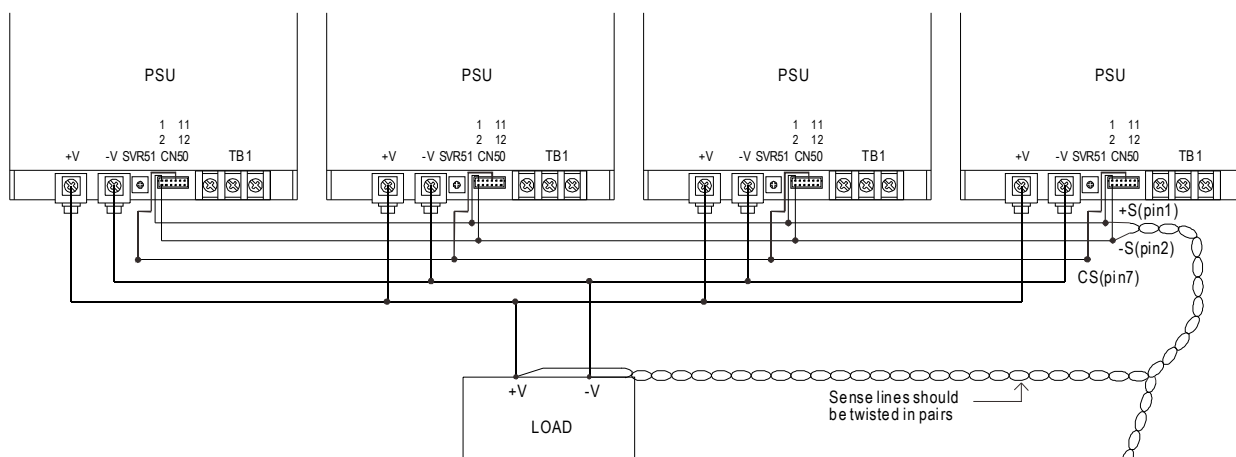 PSU PSU PSU PSU
1 11 1 11 1 11 1 11
2 12 2 12 2 12 2 12
+V -V SVR51 CN50 TB1 +V -V SVR51 CN50 TB1 +V -V SVR51 CN50 TB1 +V -V SVR51 CN50 TB1
+S(pin1)
-S(pin2)
CS(pin7)
+V -V
Sense lines should
be twisted in pairs
LOAD